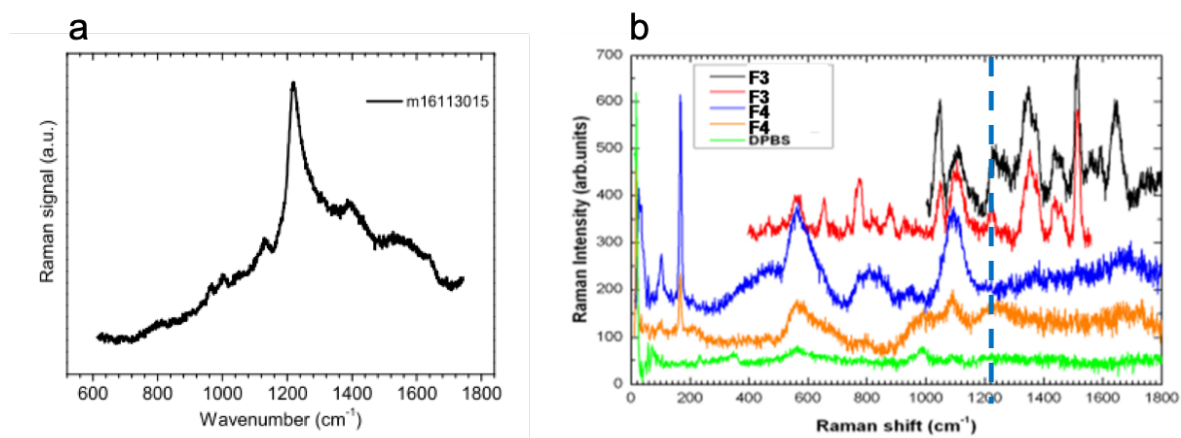 a
m16113015
Raman signal (a.u.)
600 800 1000 1200 1400 1600 1800
Wavenumber (cm⁻¹)
b
700
600
500
400
300
200
100
0
F3
F3
F4
F4
DPBS
Raman Intensity (arb.units)
0 200 400 600 800 1000 1200 1400 1600 1800
Raman shift (cm⁻¹)